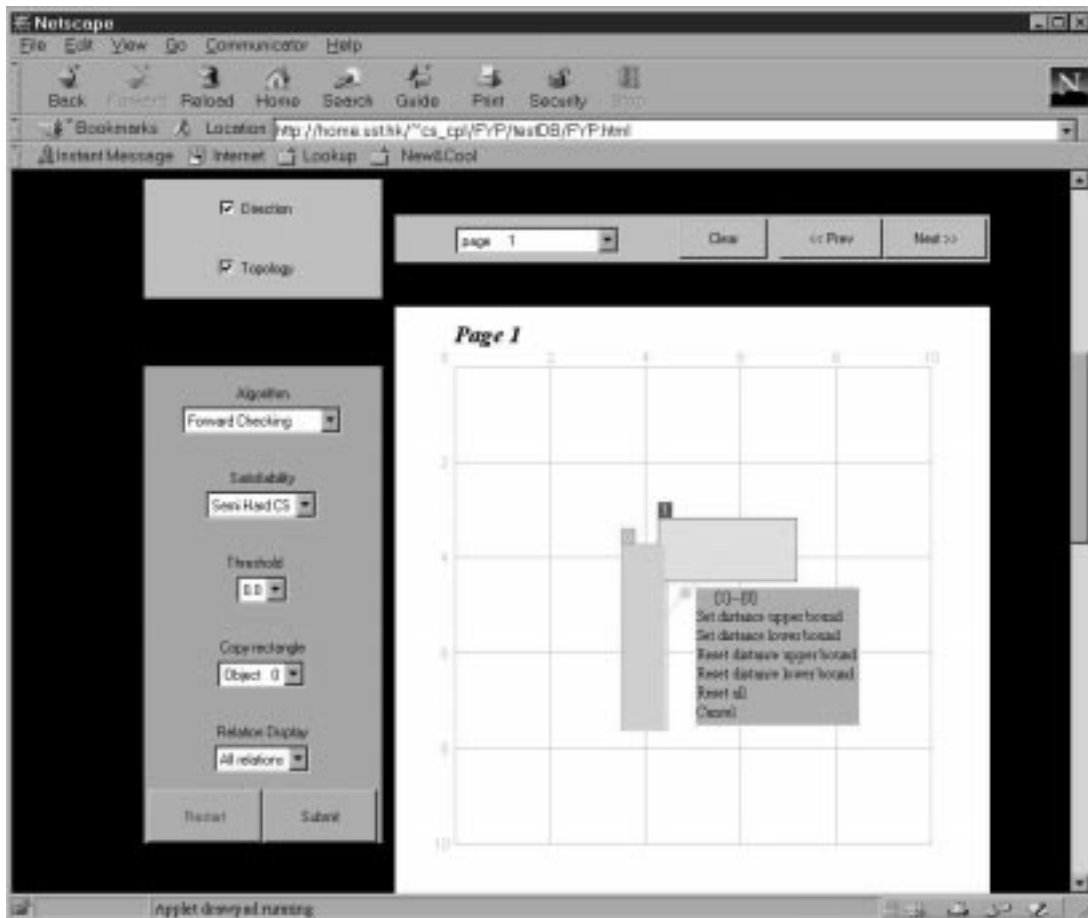 Netscape
File Edit View Go Communicator Help
Back Forward Reload Home Search Guide Print Security Stop
Bookmarks Location http://home.ust.hk/~cs_cpl/FYP/testDB/FYP.html
Instant Message Internet Lookup New&Cool
Direction
Topology
page 1 Clear << Prev Next >>
Page 1
0 2 4 6 8 10
2
4
6
8
10
1
0
Algorithm
Forward Checking
Satisfiability
Semi Hard CS
Threshold
0.0
Copy rectangle
Object 0
Relation Display
All relations
Submit
Set distance upper bound
Set distance lower bound
Reset distance upper bound
Reset distance lower bound
Reset all
Cancel
Applet drawpad running